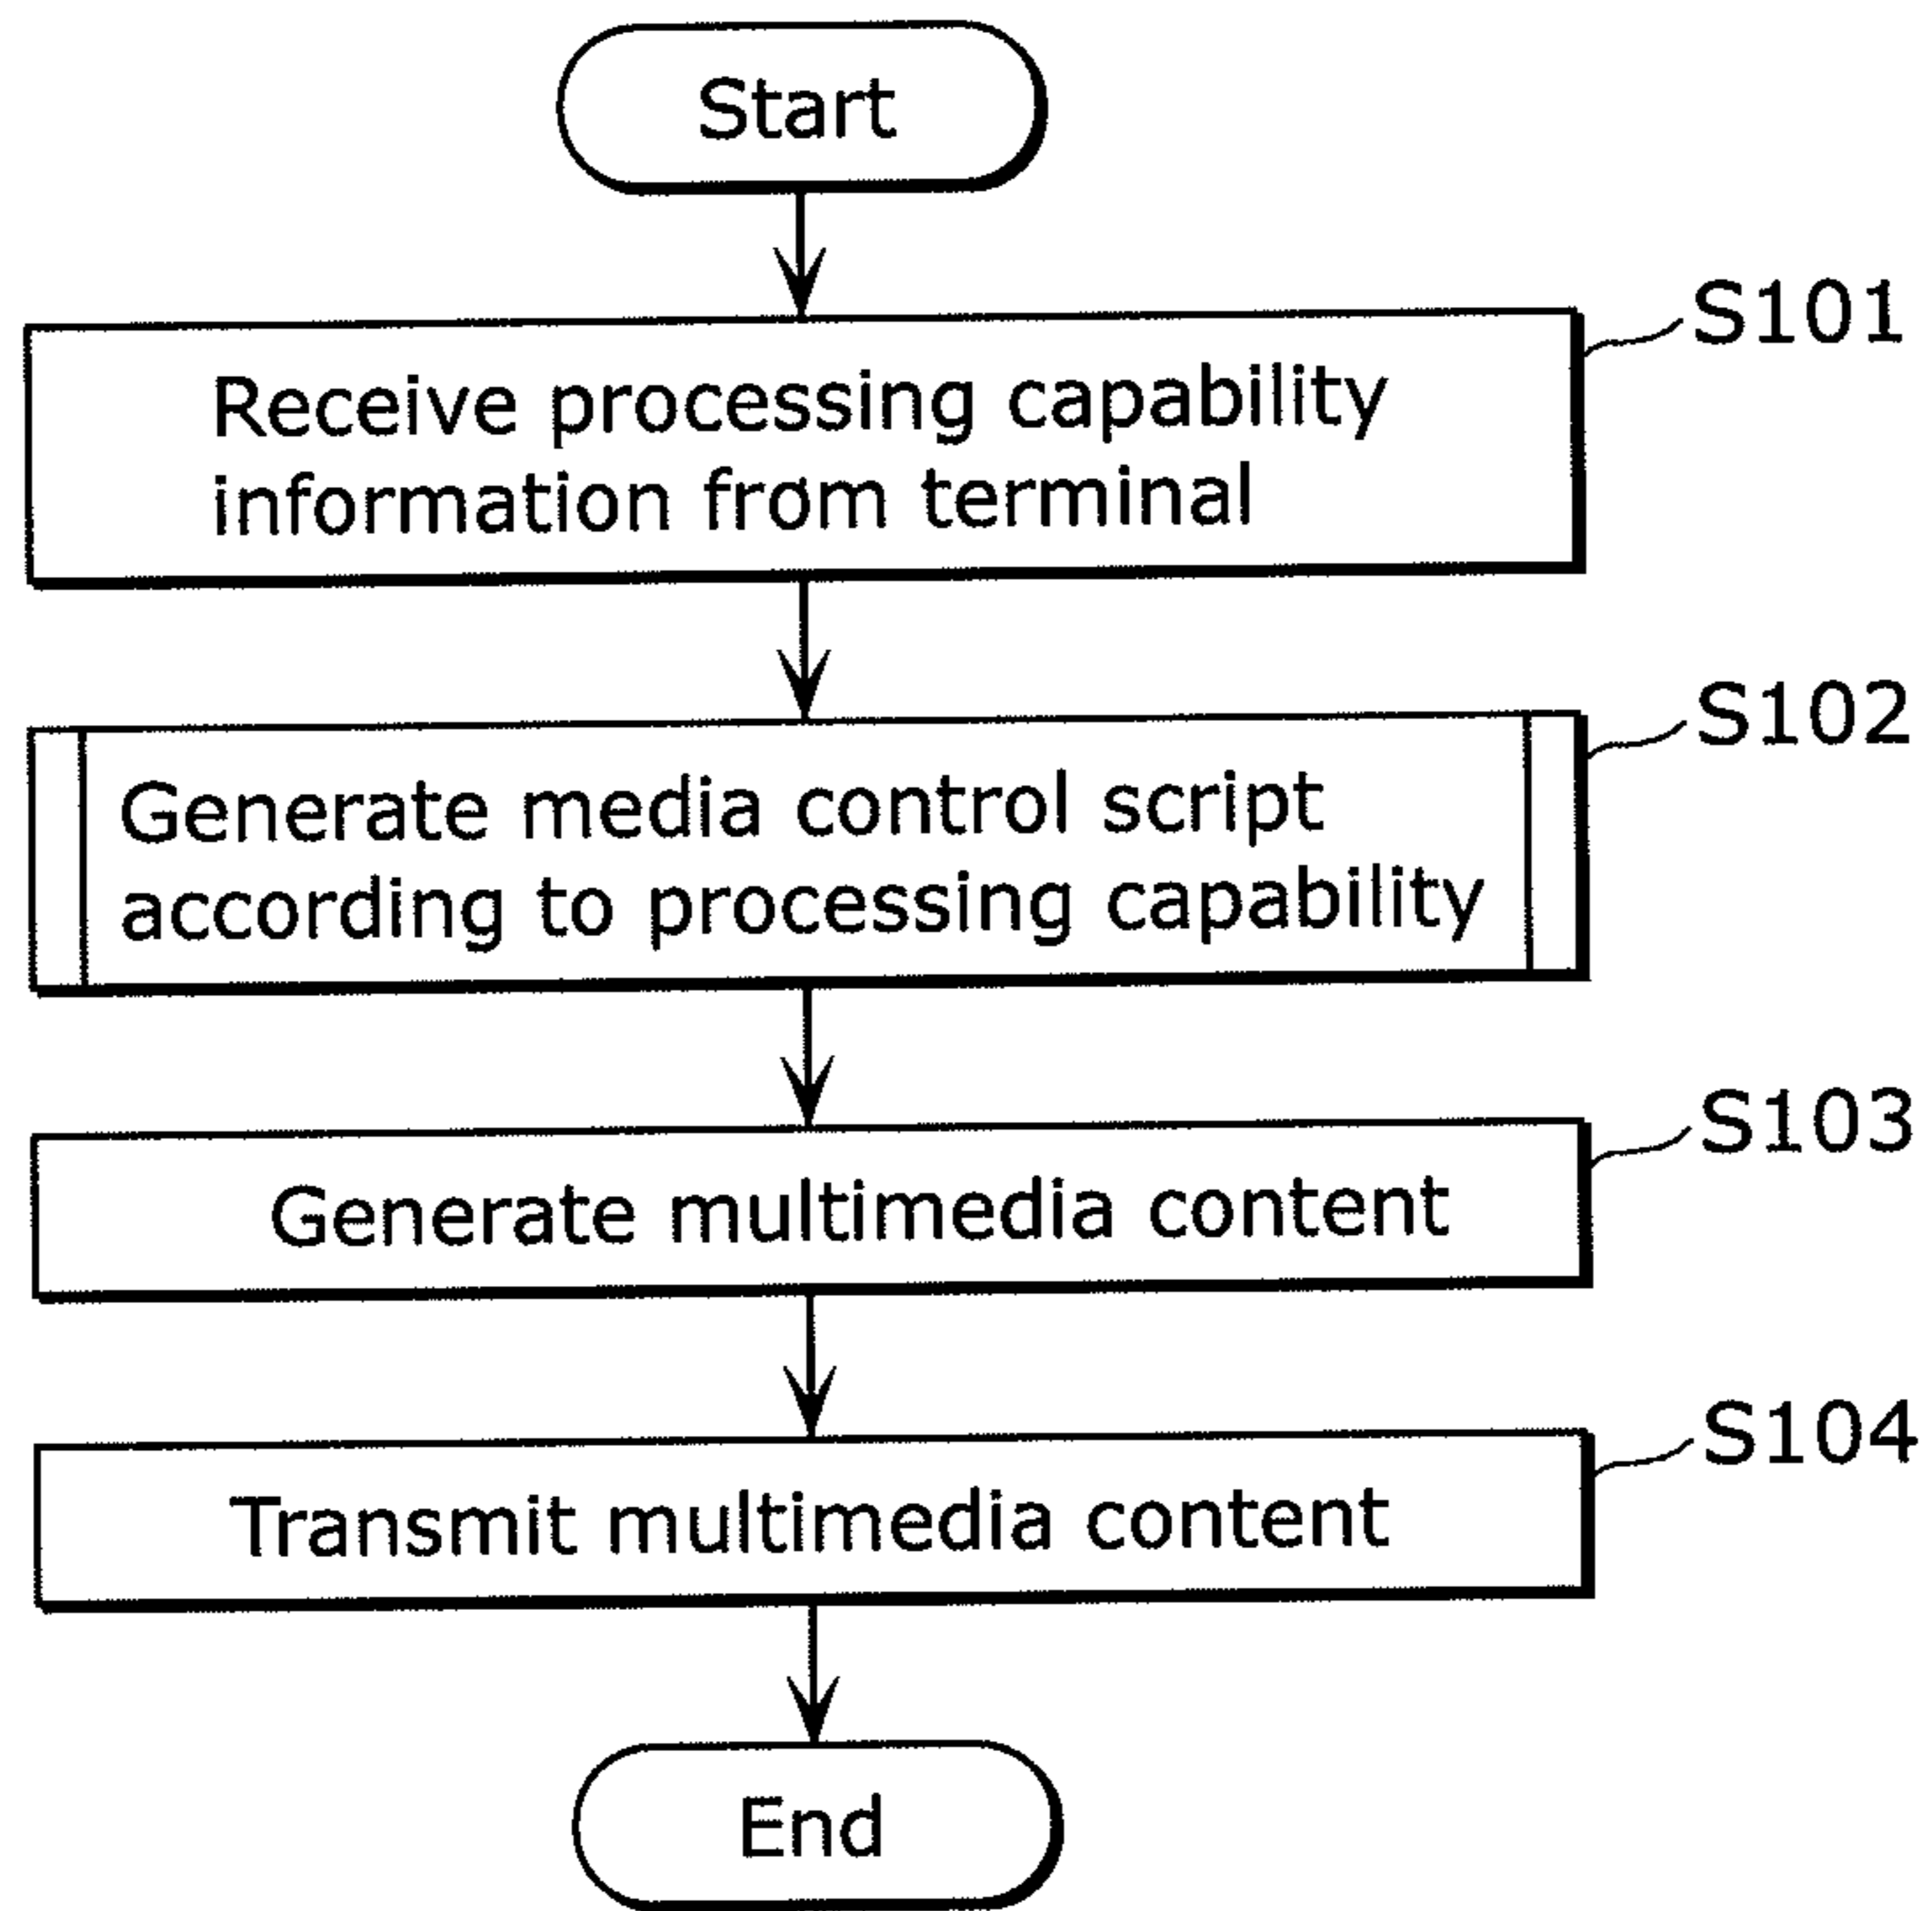 Start
S101
Receive processing capability
information from terminal
S102
Generate media control script
according to processing capability
S103
Generate multimedia content
S104
Transmit multimedia content
End